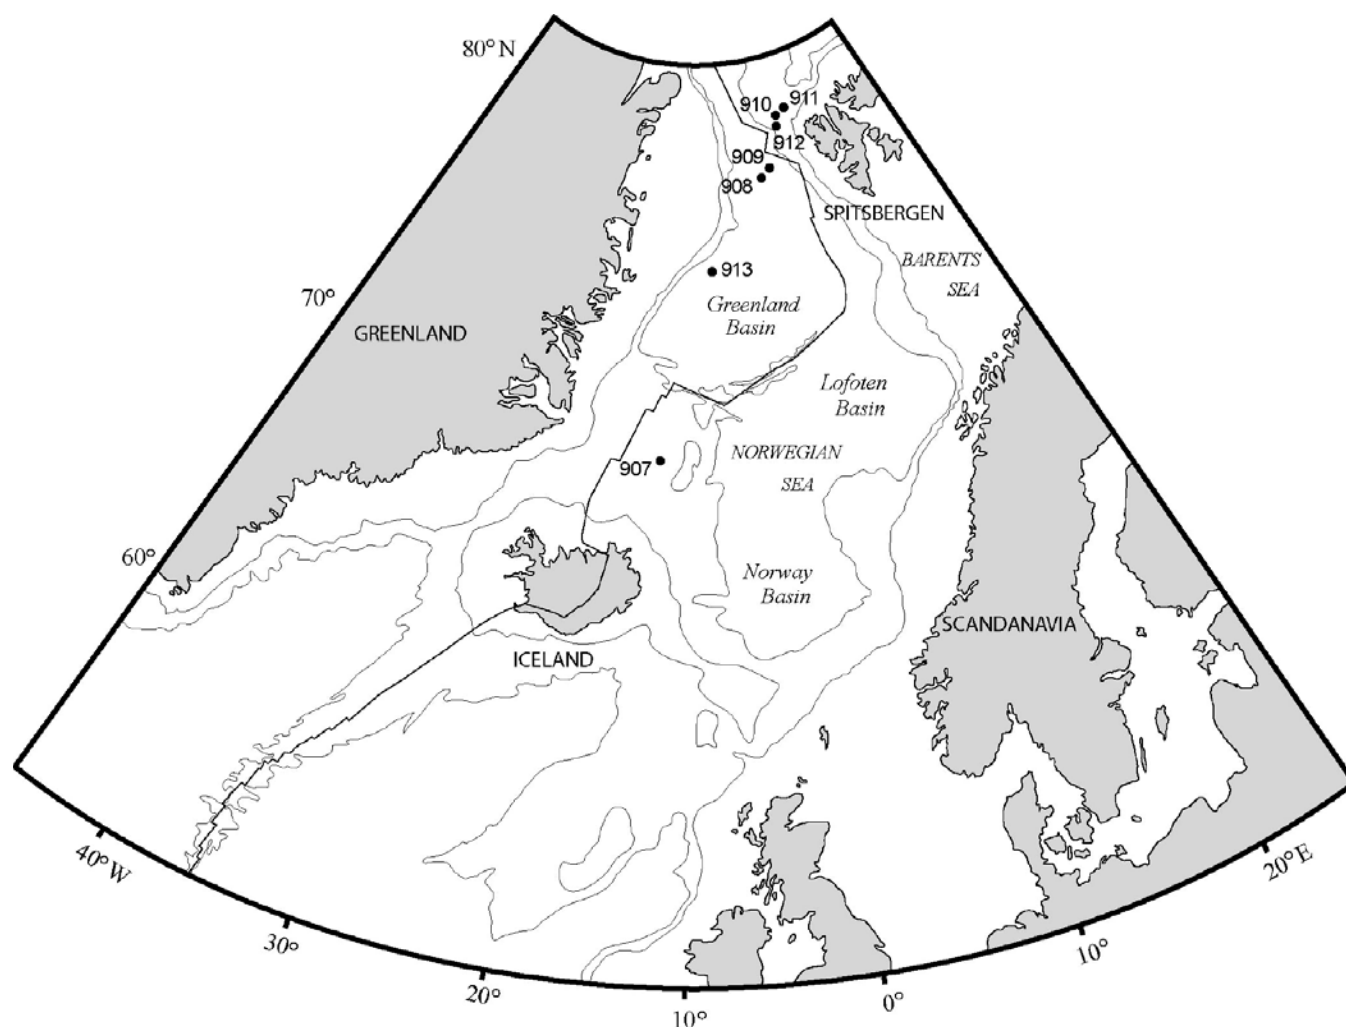 80° N
910
911
912
909
908
SPITSBERGEN
BARENTS
SEA
913
70°
Greenland
Basin
GREENLAND
Lofoten
Basin
NORWEGIAN
SEA
907
60°
Norway
Basin
SCANDANAVIA
ICELAND
40° W
20° E
30°
10°
20°
0°
10°